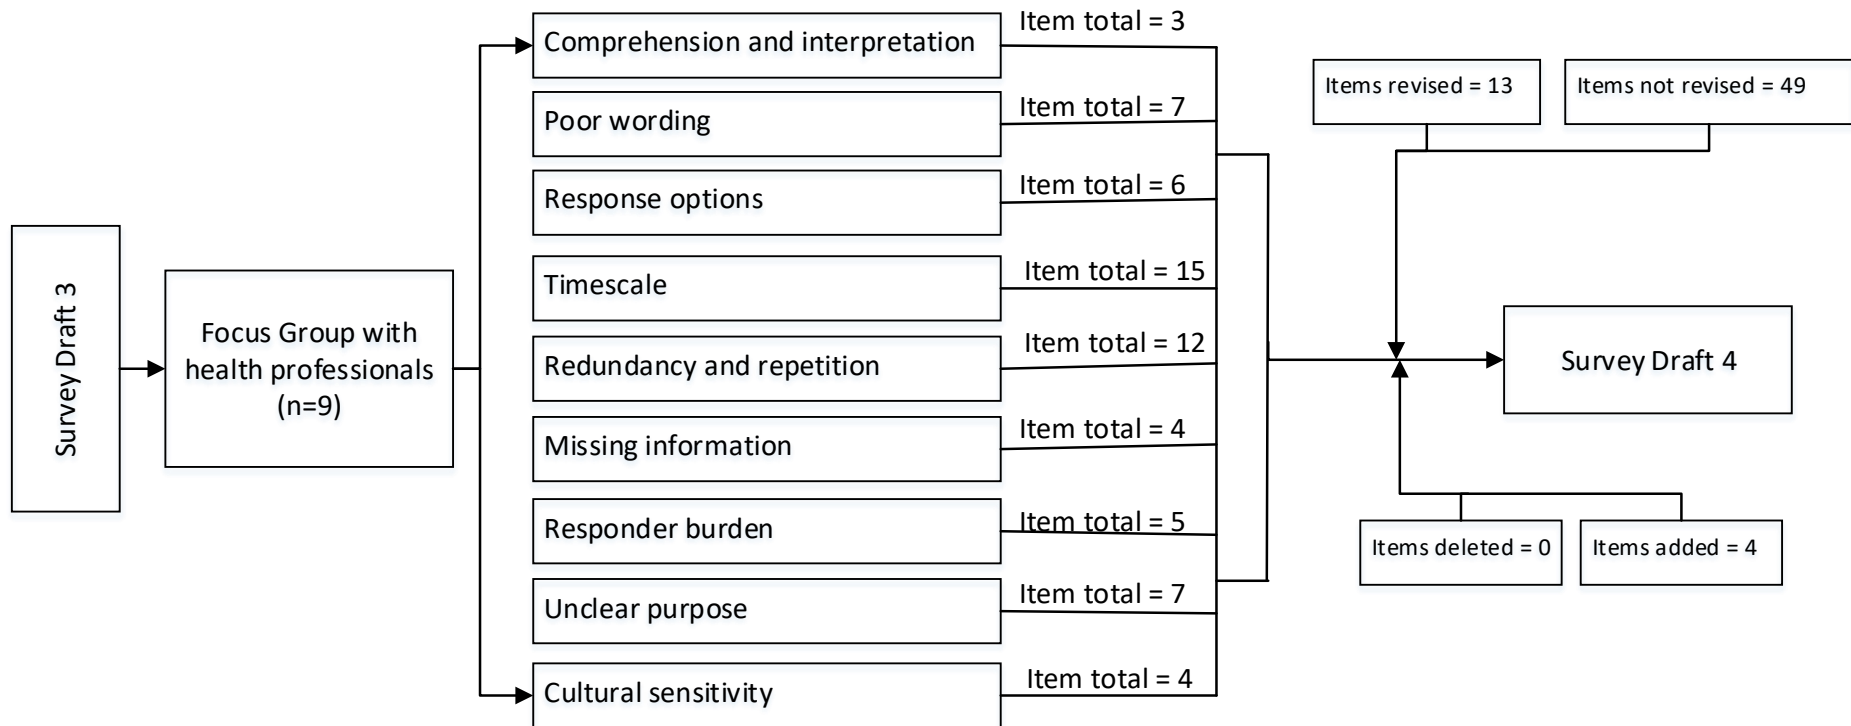 Survey Draft 3
Focus Group with
health professionals
(n=9)
Comprehension and interpretation
Item total = 3
Poor wording
Item total = 7
Response options
Item total = 6
Timescale
Item total = 15
Redundancy and repetition
Item total = 12
Missing information
Item total = 4
Responder burden
Item total = 5
Unclear purpose
Item total = 7
Cultural sensitivity
Item total = 4
Items revised = 13
Items not revised = 49
Survey Draft 4
Items deleted = 0
Items added = 4